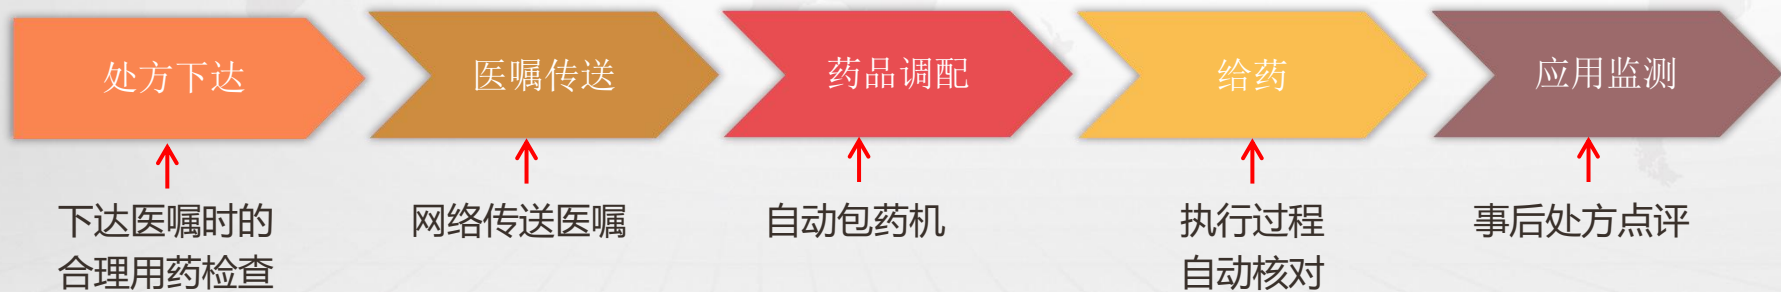 处方下达
医嘱传送
药品调配
给药
应用监测
下达医嘱时的
合理用药检查
网络传送医嘱
自动包药机
执行过程
自动核对
事后处方点评